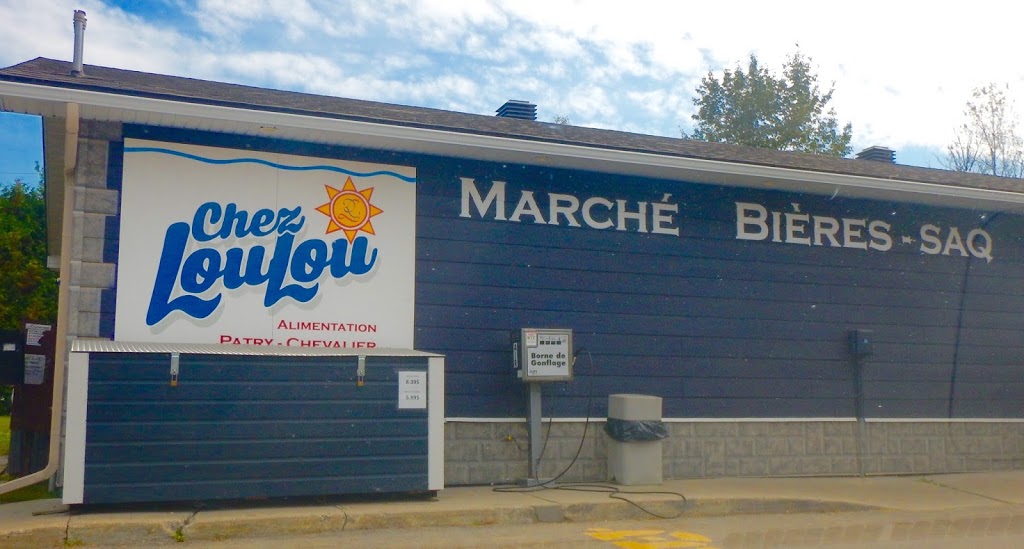 Chez
LouLou
ALIMENTATION
PATRY - CHEVALIER
MARCHÉ BIÈRES - SAQ
Borne de
Gonflage